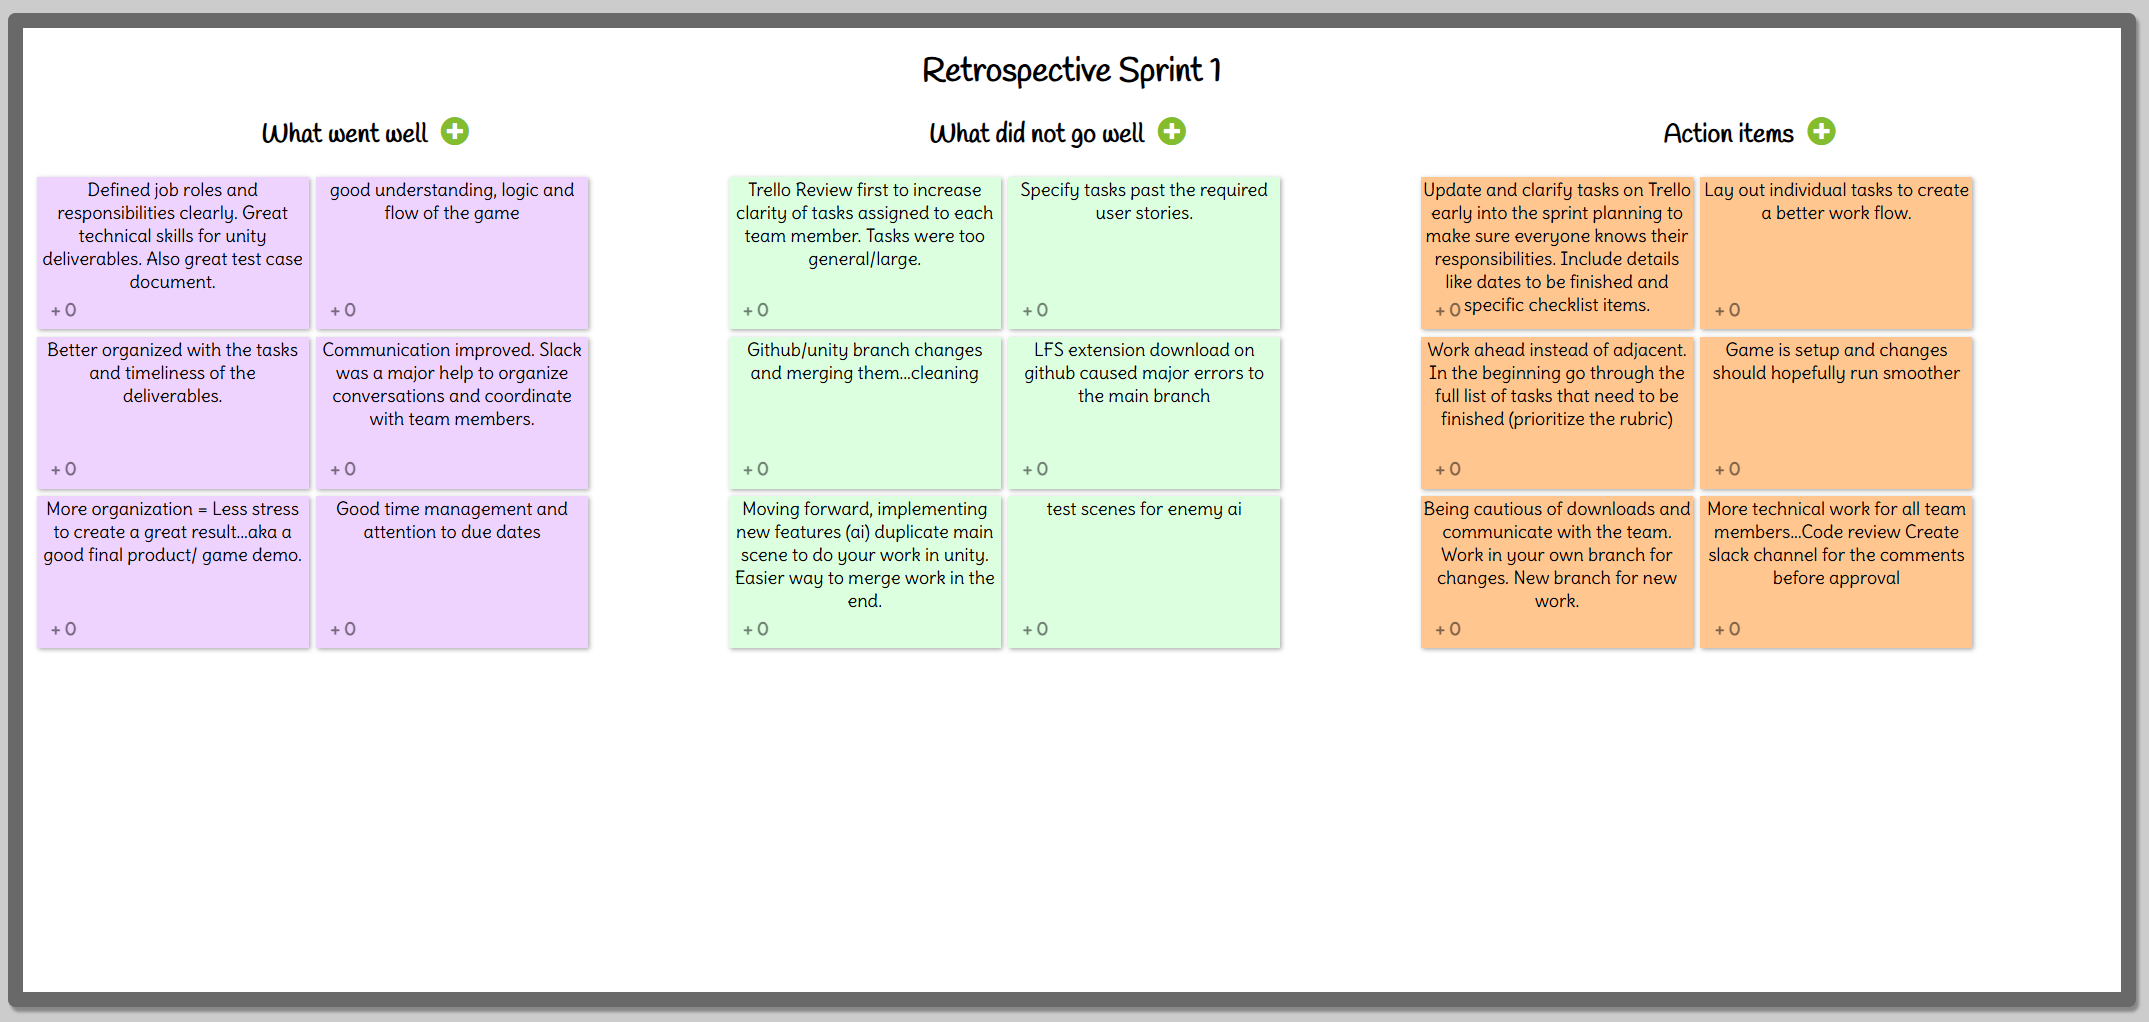 Retrospective Sprint 1
What went well
Defined job roles and
responsibilities clearly. Great
technical skills for unity
deliverables. Also great test case
document.
+ 0
good understanding, logic and
flow of the game
+ 0
Better organized with the tasks
and timeliness of the
deliverables.
+ 0
Communication improved. Slack
was a major help to organize
conversations and coordinate
with team members.
+ 0
More organization = Less stress
to create a great result...aka a
good final product/ game demo.
+ 0
Good time management and
attention to due dates
+ 0
What did not go well
Trello Review first to increase
clarity of tasks assigned to each
team member. Tasks were too
general/large.
+ 0
Specify tasks past the required
user stories.
+ 0
Github/unity branch changes
and merging them...cleaning
+ 0
LFS extension download on
github caused major errors to
the main branch
+ 0
Moving forward, implementing
new features (ai) duplicate main
scene to do your work in unity.
Easier way to merge work in the
end.
+ 0
test scenes for enemy ai
+ 0
Action items
Update and clarify tasks on Trello
early into the sprint planning to
make sure everyone knows their
responsibilities. Include details
like dates to be finished and
specific checklist items.
+ 0
Lay out individual tasks to create
a better work flow.
+ 0
Work ahead instead of adjacent.
In the beginning go through the
full list of tasks that need to be
finished (prioritize the rubric)
+ 0
Game is setup and changes
should hopefully run smoother
+ 0
Being cautious of downloads and
communicate with the team.
Work in your own branch for
changes. New branch for new
work.
+ 0
More technical work for all team
members...Code review Create
slack channel for the comments
before approval
+ 0